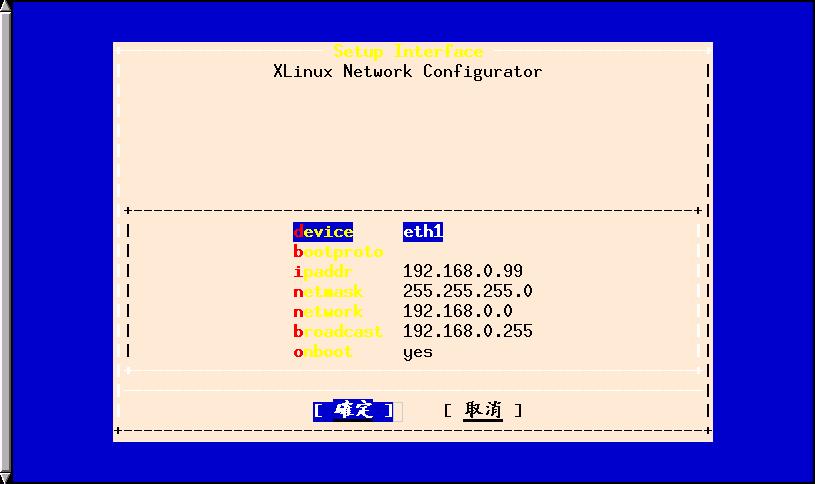 Setup Interface
XLinux Network Configurator
device eth1
bootproto
ipaddr 192.168.0.99
netmask 255.255.255.0
network 192.168.0.0
broadcast 192.168.0.255
onboot yes
[ 確定 ] [ 取消 ]